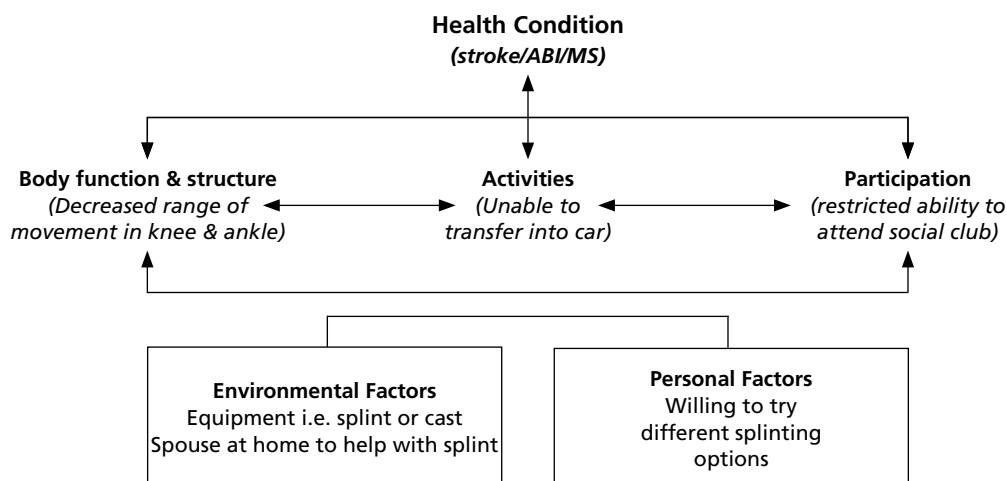 Health Condition
(stroke/ABI/MS)
Body function & structure
(Decreased range of
movement in knee & ankle)
Activities
(Unable to
transfer into car)
Participation
(restricted ability to
attend social club)
Environmental Factors
Equipment i.e. splint or cast
Spouse at home to help with splint
Personal Factors
Willing to try
different splinting
options